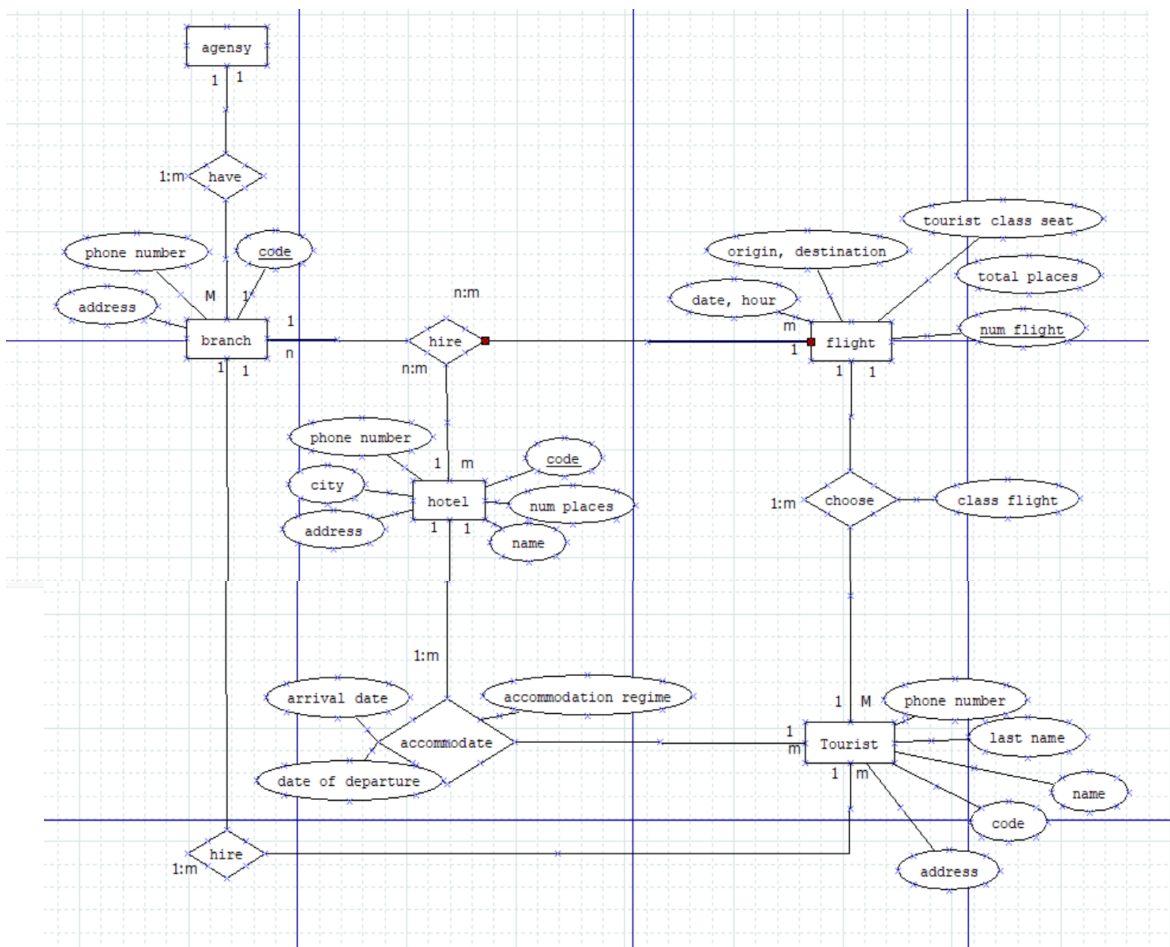 agensy
1 1
1:m
have
phone number
code
address
M
1
branch
1
n
1 1
n:m
hire
n:m
tourist class seat
origin, destination
total places
date, hour
num flight
m
flight
1
1 1
phone number
city
address
code
num places
name
1 m
hotel
1 1
1:m
choose
class flight
1:m
arrival date
accommodation regime
accommodate
date of departure
1 M
1
m
Tourist
1 m
phone number
last name
name
code
address
hire
1:m